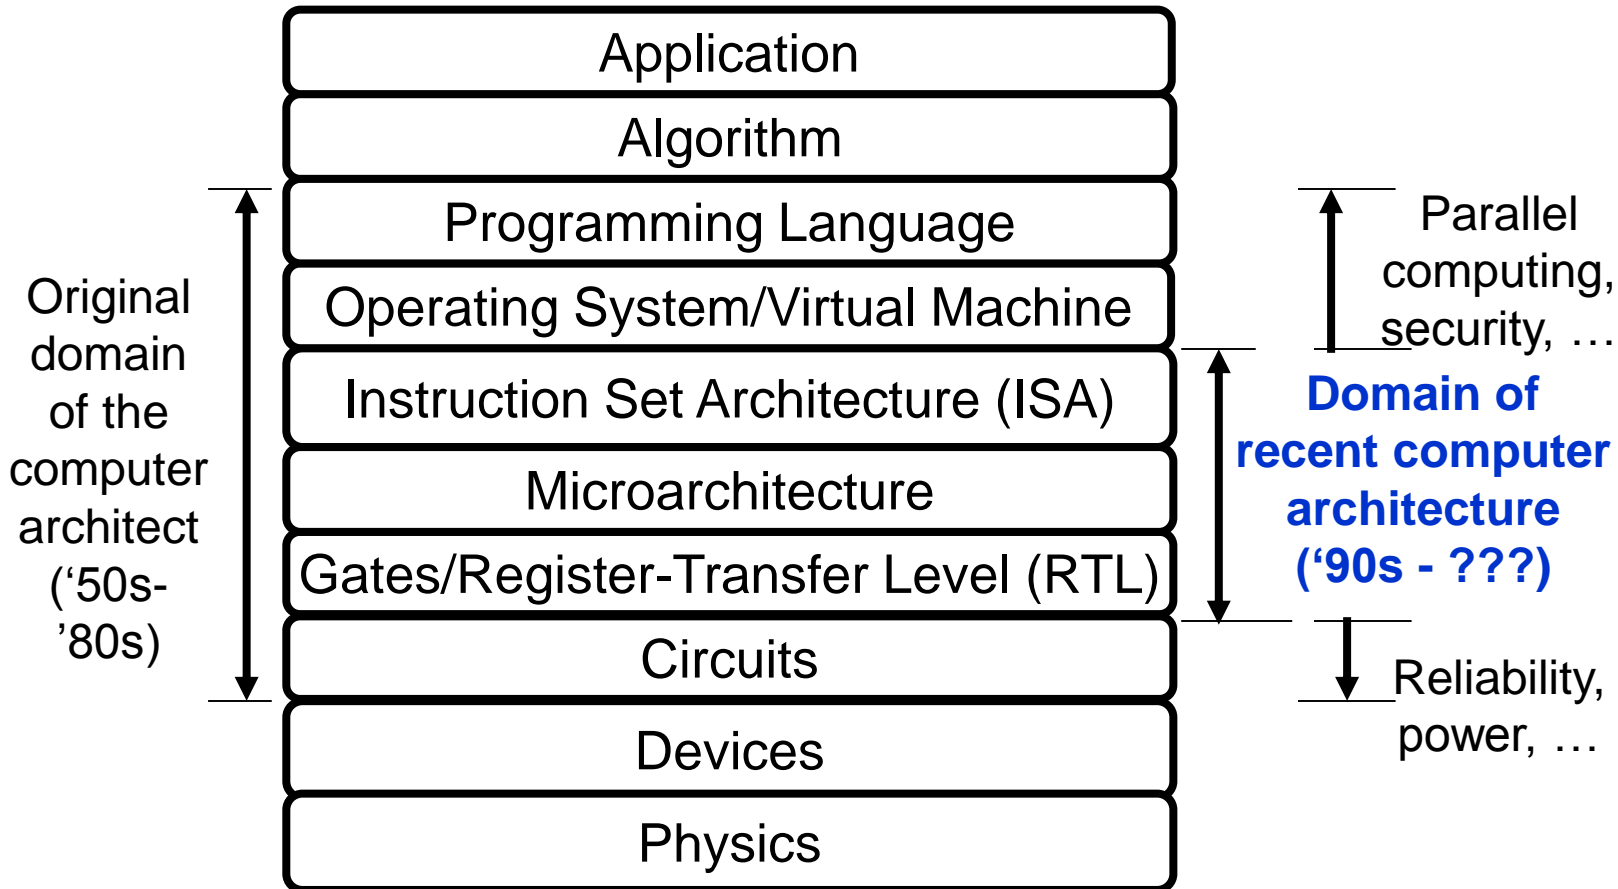 Application
Algorithm
Programming Language
Operating System/Virtual Machine
Instruction Set Architecture (ISA)
Microarchitecture
Gates/Register-Transfer Level (RTL)
Circuits
Devices
Physics
Original
domain
of the
computer
architect
(‘50s-
’80s)
Parallel
computing,
security, …
Domain of
recent computer
architecture
(‘90s - ???)
Reliability,
power, …